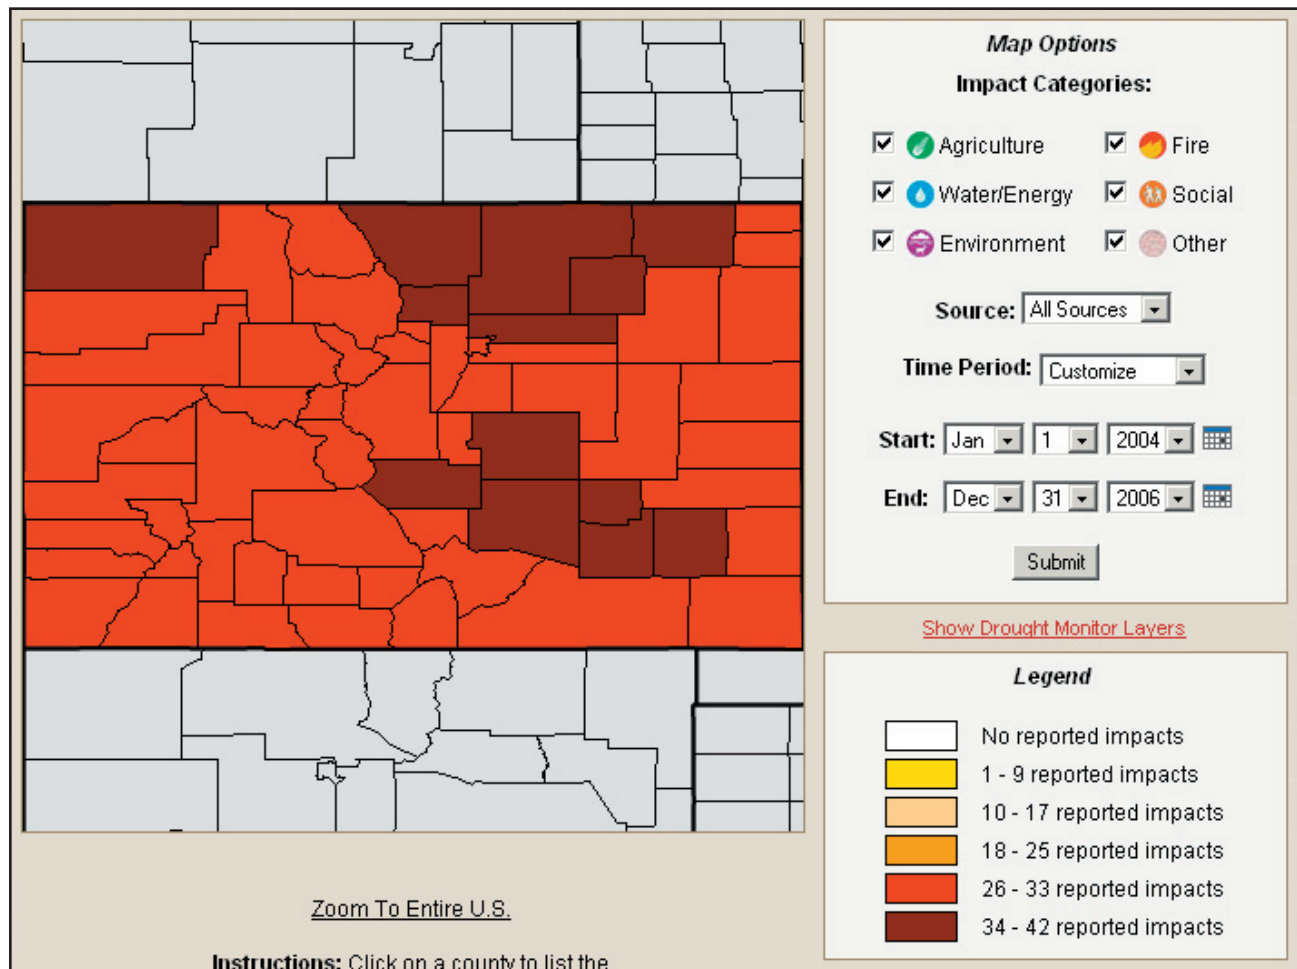 Map Options
Impact Categories:
Agriculture Fire
Water/Energy Social
Environment Other
Source: All Sources
Time Period: Customize
Start: Jan 1 2004
End: Dec 31 2006
Submit
Show Drought Monitor Layers
Legend
No reported impacts
1 - 9 reported impacts
10 - 17 reported impacts
18 - 25 reported impacts
26 - 33 reported impacts
34 - 42 reported impacts
Zoom To Entire U.S.
Instructions: Click on a county to list the